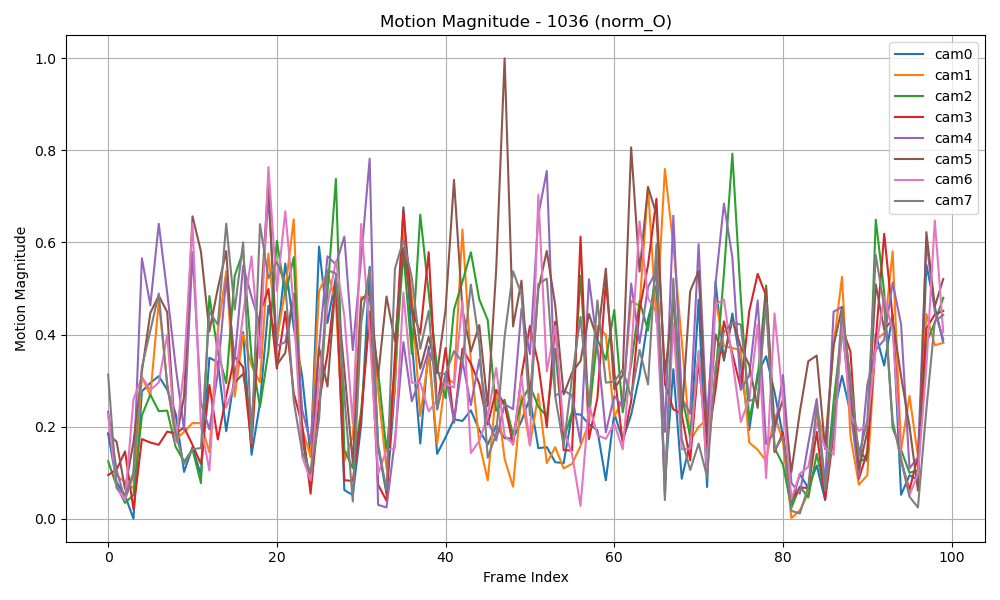 Motion Magnitude - 1036 (norm_O)
Motion Magnitude
1.0
0.8
0.6
0.4
0.2
0.0
0 20 40 60 80 100
Frame Index
cam0
cam1
cam2
cam3
cam4
cam5
cam6
cam7